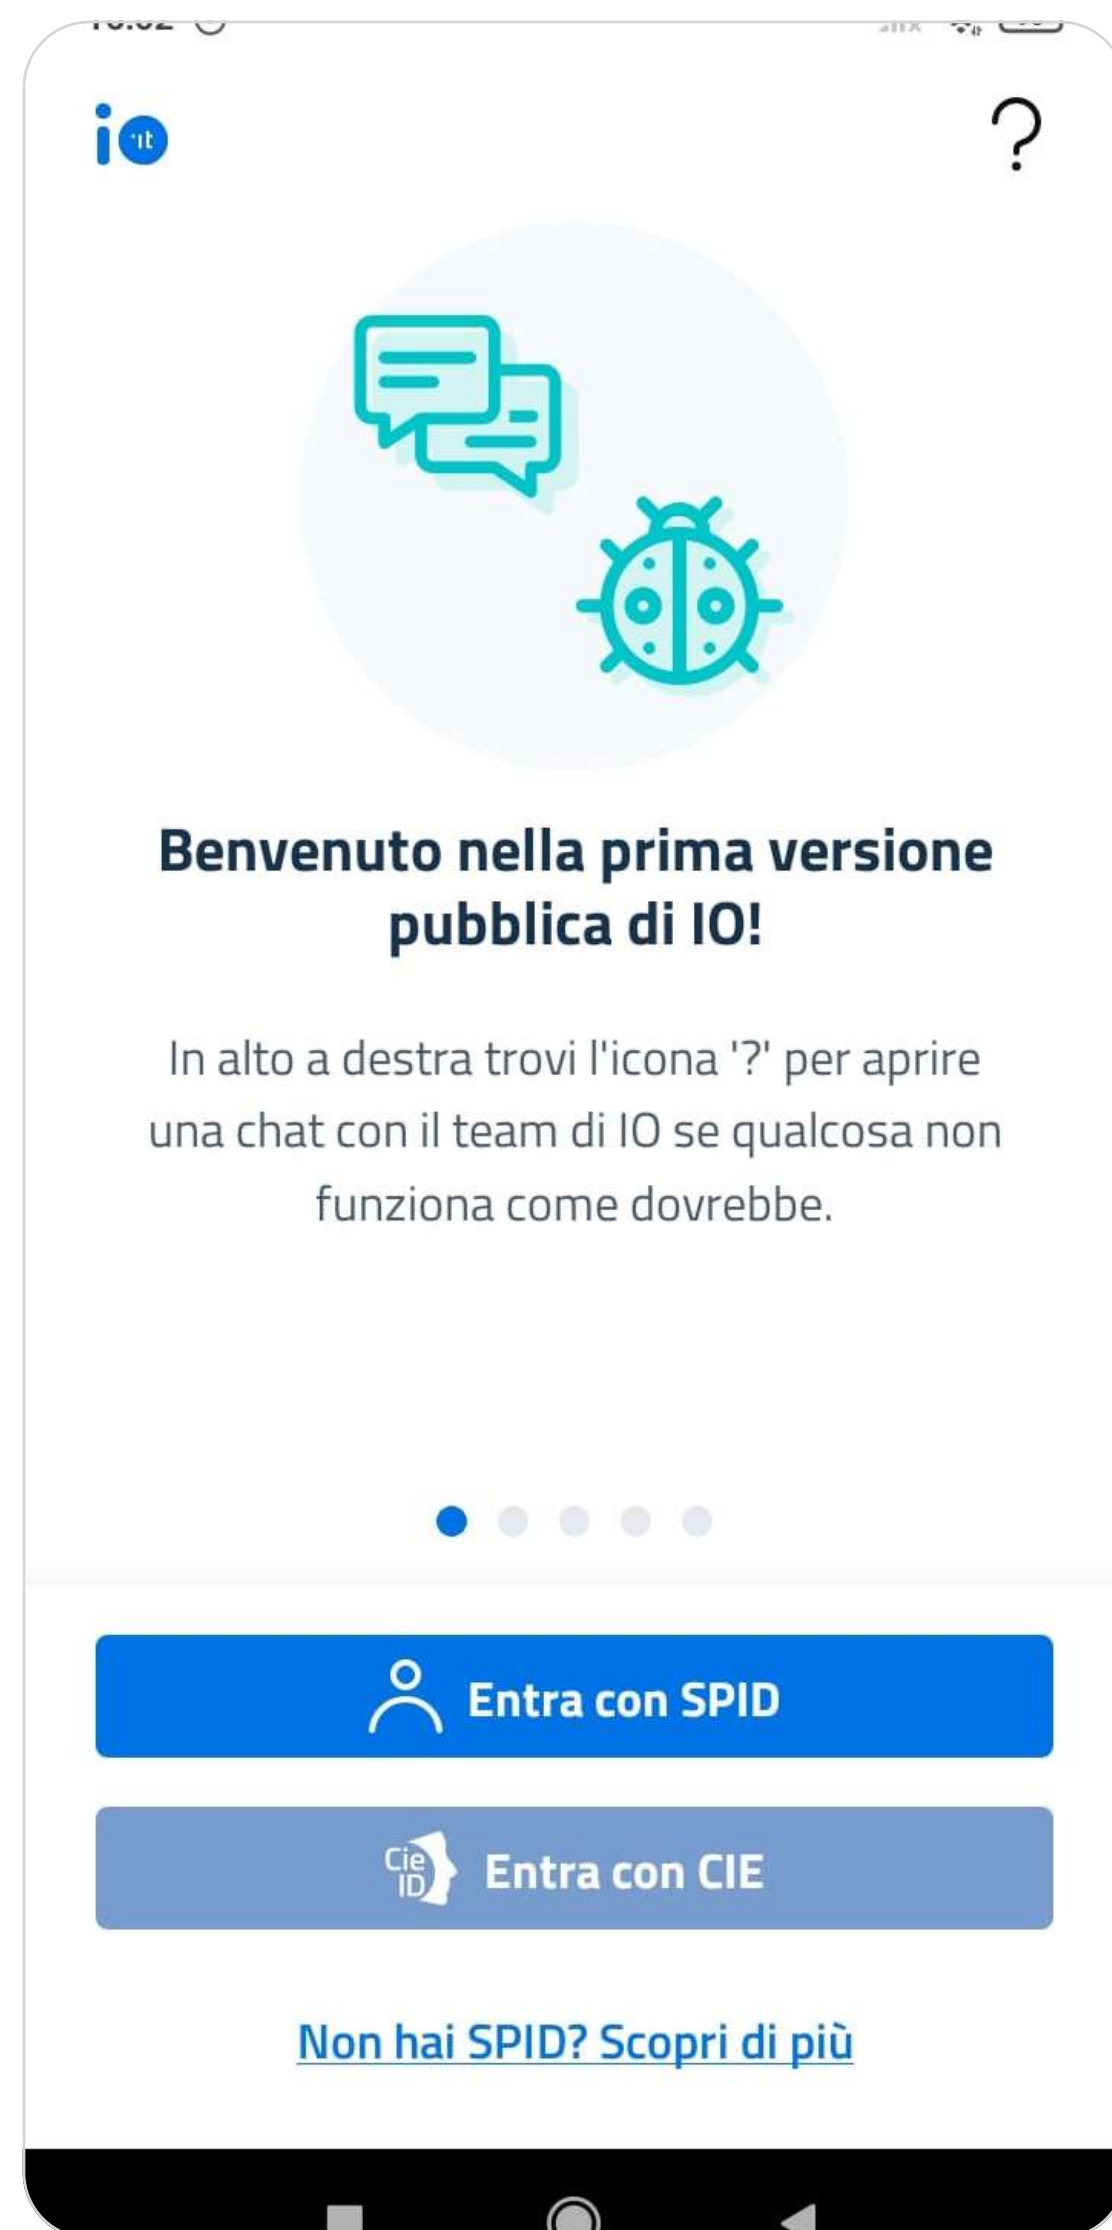 io
Benvenuto nella prima versione
pubblica di IO!
In alto a destra trovi l'icona '?' per aprire
una chat con il team di IO se qualcosa non
funziona come dovrebbe.
Entra con SPID
Cie
ID
Entra con CIE
Non hai SPID? Scopri di più